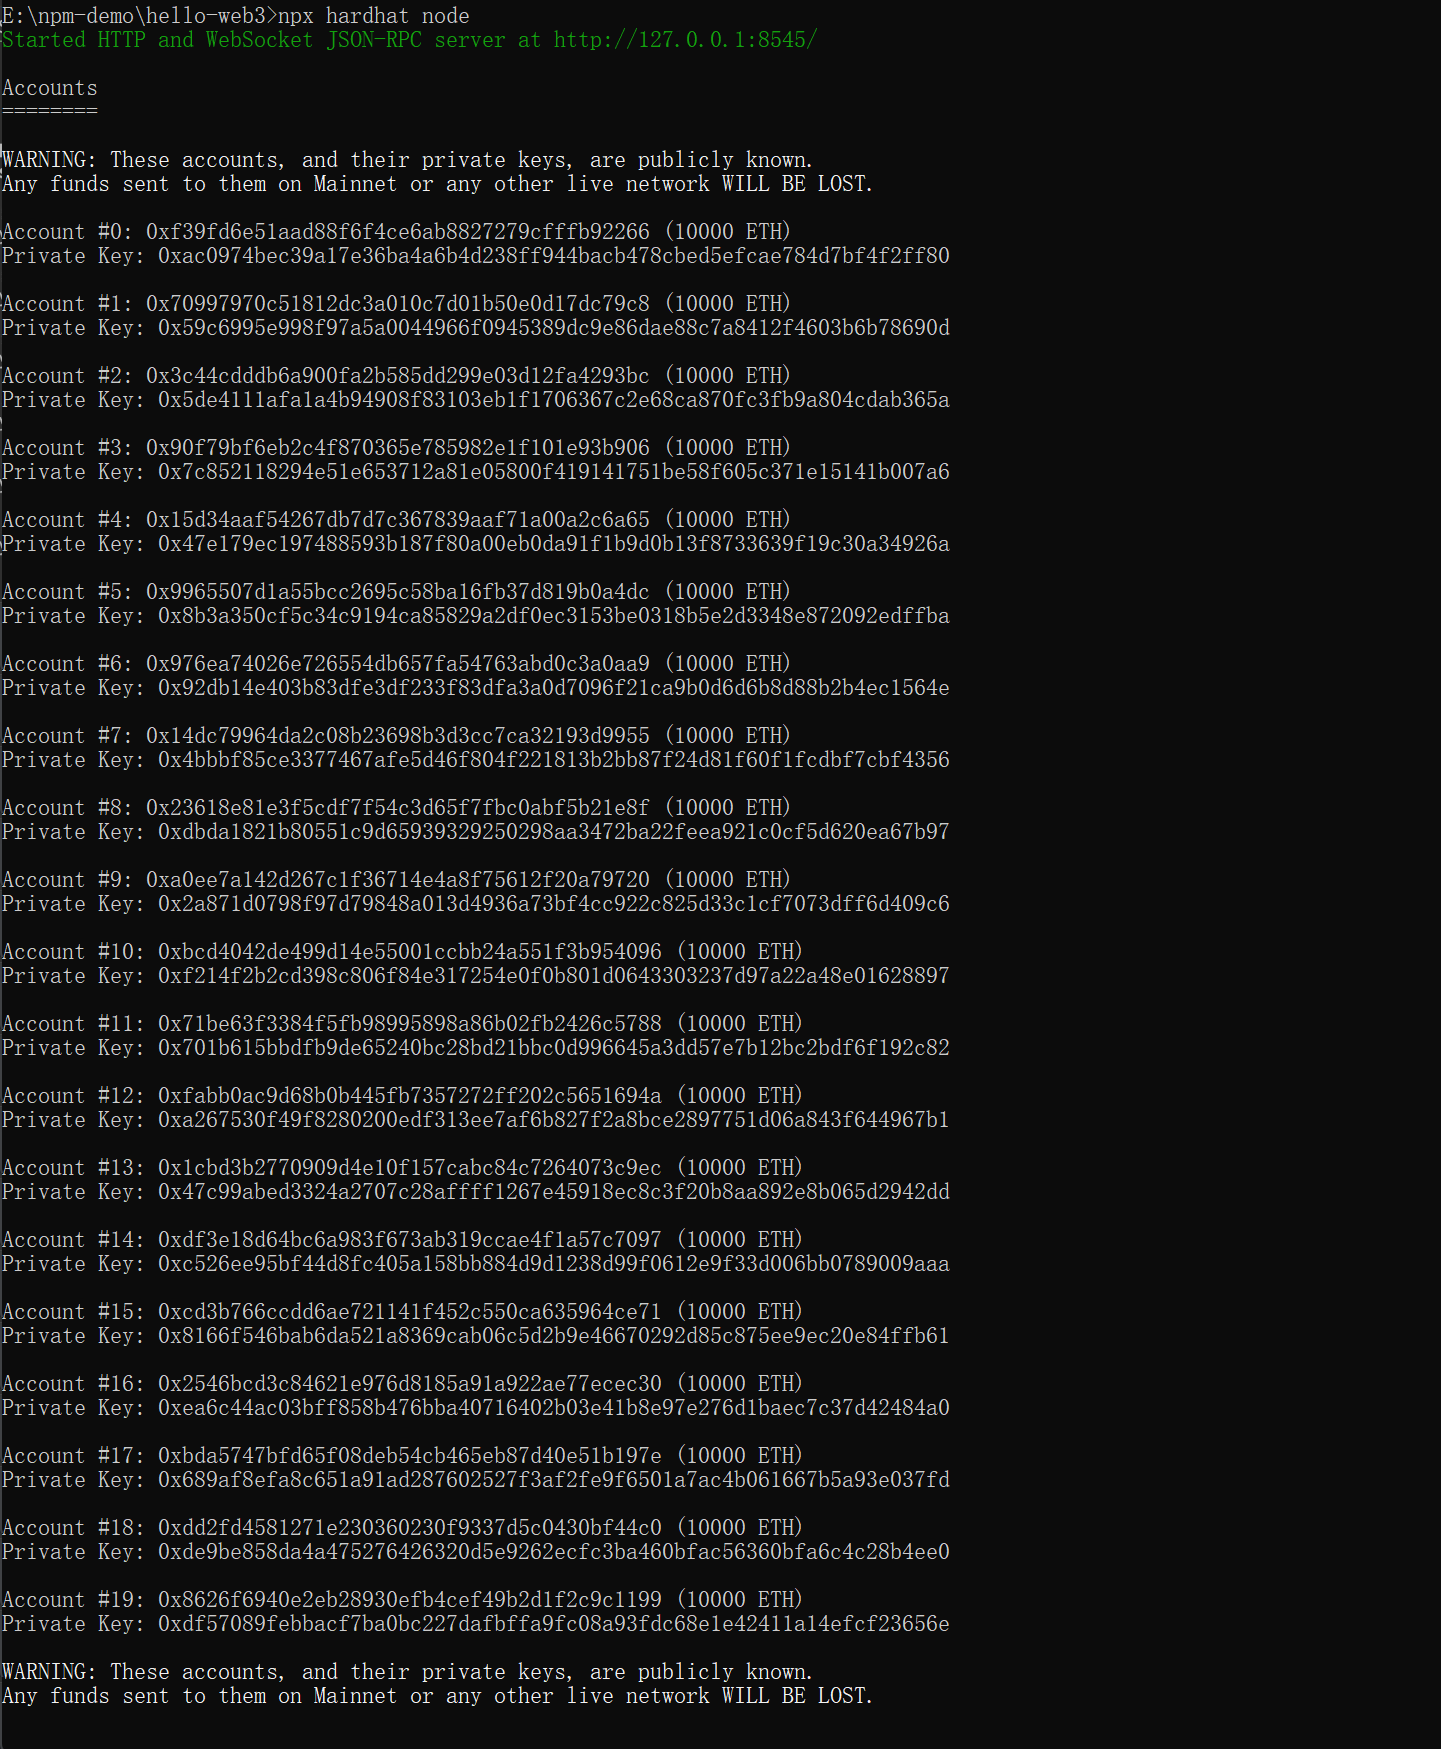 E:\npm-demo\hello-web3>npx hardhat node
Started HTTP and WebSocket JSON-RPC server at http://127.0.0.1:8545/
Accounts
========
WARNING: These accounts, and their private keys, are publicly known.
Any funds sent to them on Mainnet or any other live network WILL BE LOST.
Account #0: 0xf39fd6e51aad88f6f4ce6ab8827279cfffb92266 (10000 ETH)
Private Key: 0xac0974bec39a17e36ba4a6b4d238ff944bacb478cbed5efcae784d7bf4f2ff80
Account #1: 0x70997970c51812dc3a010c7d01b50e0d17dc79c8 (10000 ETH)
Private Key: 0x59c6995e998f97a5a0044966f0945389dc9e86dae88c7a8412f4603b6b78690d
Account #2: 0x3c44cdddb6a900fa2b585dd299e03d12fa4293bc (10000 ETH)
Private Key: 0x5de4111afa1a4b94908f83103eb1f1706367c2e68ca870fc3fb9a804cdab365a
Account #3: 0x90f79bf6eb2c4f870365e785982e1f101e93b906 (10000 ETH)
Private Key: 0x7c852118294e51e653712a81e05800f419141751be58f605c371e15141b007a6
Account #4: 0x15d34aaf54267db7d7c367839aaf71a00a2c6a65 (10000 ETH)
Private Key: 0x47e179ec197488593b187f80a00eb0da91f1b9d0b13f8733639f19c30a34926a
Account #5: 0x9965507d1a55bcc2695c58ba16fb37d819b0a4dc (10000 ETH)
Private Key: 0x8b3a350cf5c34c9194ca85829a2df0ec3153be0318b5e2d3348e872092edffba
Account #6: 0x976ea74026e726554db657fa54763abd0c3a0aa9 (10000 ETH)
Private Key: 0x92db14e403b83dfe3df233f83dfa3a0d7096f21ca9b0d6d6b8d88b2b4ec1564e
Account #7: 0x14dc79964da2c08b23698b3d3cc7ca32193d9955 (10000 ETH)
Private Key: 0x4bbbf85ce3377467afe5d46f804f221813b2bb87f24d81f60f1fcdbf7cbf4356
Account #8: 0x23618e81e3f5cdf7f54c3d65f7fbc0abf5b21e8f (10000 ETH)
Private Key: 0xdbda1821b80551c9d65939329250298aa3472ba22feea921c0cf5d620ea67b97
Account #9: 0xa0ee7a142d267c1f36714e4a8f75612f20a79720 (10000 ETH)
Private Key: 0x2a871d0798f97d79848a013d4936a73bf4cc922c825d33c1cf7073dff6d409c6
Account #10: 0xbcd4042de499d14e55001ccbb24a551f3b954096 (10000 ETH)
Private Key: 0xf214f2b2cd398c806f84e317254e0f0b801d0643303237d97a22a48e01628897
Account #11: 0x71be63f3384f5fb98995898a86b02fb2426c5788 (10000 ETH)
Private Key: 0x701b615bbdfb9de65240bc28bd21bbc0d996645a3dd57e7b12bc2bdf6f192c82
Account #12: 0xfabb0ac9d68b0b445fb7357272ff202c5651694a (10000 ETH)
Private Key: 0xa267530f49f8280200edf313ee7af6b827f2a8bce2897751d06a843f644967b1
Account #13: 0x1cbd3b2770909d4e10f157cabc84c7264073c9ec (10000 ETH)
Private Key: 0x47c99abed3324a2707c28affff1267e45918ec8c3f20b8aa892e8b065d2942dd
Account #14: 0xdf3e18d64bc6a983f673ab319ccae4f1a57c7097 (10000 ETH)
Private Key: 0xc526ee95bf44d8fc405a158bb884d9d1238d99f0612e9f33d006bb0789009aaa
Account #15: 0xcd3b766ccdd6ae721141f452c550ca635964ce71 (10000 ETH)
Private Key: 0x8166f546bab6da521a8369cab06c5d2b9e46670292d85c875ee9ec20e84ffb61
Account #16: 0x2546bcd3c84621e976d8185a91a922ae77ecec30 (10000 ETH)
Private Key: 0xea6c44ac03bff858b476bba40716402b03e41b8e97e276d1baec7c37d42484a0
Account #17: 0xbda5747bfd65f08deb54cb465eb87d40e51b197e (10000 ETH)
Private Key: 0x689af8efa8c651a91ad287602527f3af2fe9f6501a7ac4b061667b5a93e037fd
Account #18: 0xdd2fd4581271e230360230f9337d5c0430bf44c0 (10000 ETH)
Private Key: 0xde9be858da4a475276426320d5e9262ecfc3ba460bfac56360bfa6c4c28b4ee0
Account #19: 0x8626f6940e2eb28930efb4cef49b2d1f2c9c1199 (10000 ETH)
Private Key: 0xdf57089febbacf7ba0bc227dafbffa9fc08a93fdc68e1e42411a14efcf23656e
WARNING: These accounts, and their private keys, are publicly known.
Any funds sent to them on Mainnet or any other live network WILL BE LOST.